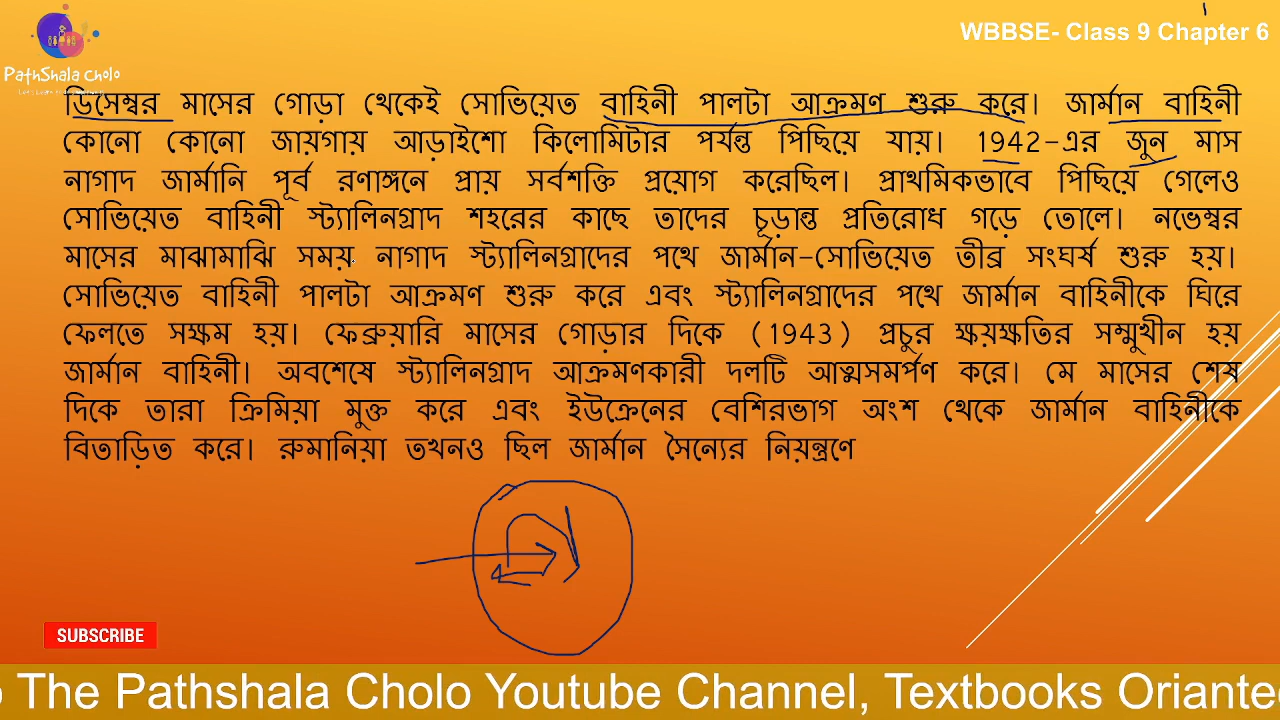 WBBSE- Class 9 Chapter 6
PathShala Cholo
ডিসেম্বর মাসের গোড়া থেকেই সোভিয়েত বাহিনী পালটা আক্রমণ শুরু করে। জার্মান বাহিনী
কোনো কোনো জায়গায় আড়াইশো কিলোমিটার পর্যন্ত পিছিয়ে যায়। 1942-এর জুন মাস
নাগাদ জার্মানি পূর্ব রণাঙ্গনে প্রায় সর্বশক্তি প্রয়োগ করেছিল। প্রাথমিকভাবে পিছিয়ে গেলেও
সোভিয়েত বাহিনী স্ট্যালিনগ্রাদ শহরের কাছে তাদের চূড়ান্ত প্রতিরোধ গড়ে তোলে। নভেম্বর
মাসের মাঝামাঝি সময় নাগাদ স্ট্যালিনগ্রাদের পথে জার্মান-সোভিয়েত তীব্র সংঘর্ষ শুরু হয়।
সোভিয়েত বাহিনী পালটা আক্রমণ শুরু করে এবং স্ট্যালিনগ্রাদের পথে জার্মান বাহিনীকে ঘিরে
ফেলতে সক্ষম হয়। ফেব্রুয়ারি মাসের গোড়ার দিকে (1943) প্রচুর ক্ষয়ক্ষতির সম্মুখীন হয়
জার্মান বাহিনী। অবশেষে স্ট্যালিনগ্রাদ আক্রমণকারী দলটি আত্মসমর্পণ করে। মে মাসের শেষ
দিকে তারা ক্রিমিয়া মুক্ত করে এবং ইউক্রেনের বেশিরভাগ অংশ থেকে জার্মান বাহিনীকে
বিতাড়িত করে। রুমানিয়া তখনও ছিল জার্মান সৈন্যের নিয়ন্ত্রণে
SUBSCRIBE
The Pathshala Cholo Youtube Channel, Textbooks Oriante